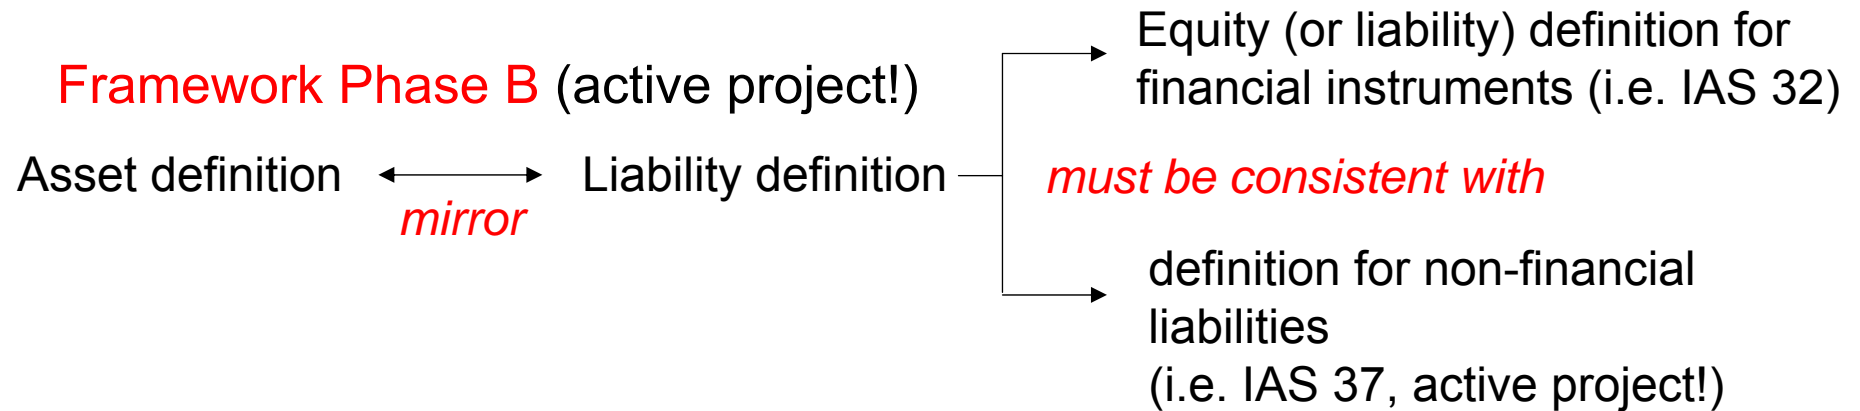 Framework Phase B (active project!)
Asset definition
mirror
Liability definition
must be consistent with
Equity (or liability) definition for
financial instruments (i.e. IAS 32)
definition for non-financial
liabilities
(i.e. IAS 37, active project!)